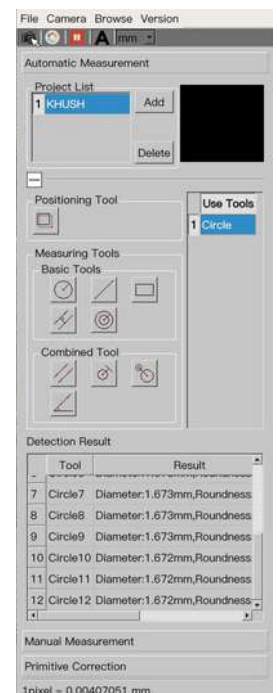 File Camera Browse Version
A mm
Automatic Measurement
Project List
1 KHUSH
Add
Delete
Positioning Tool
Use Tools
1 Circle
Measuring Tools
Basic Tools
Combined Tool
Detection Result
Tool Result
7 Circle7 Diameter:1.673mm,Roundness
8 Circle8 Diameter:1.673mm,Roundness
9 Circle9 Diameter:1.673mm,Roundness
10 Circle10 Diameter:1.672mm,Roundness
11 Circle11 Diameter:1.672mm,Roundness
12 Circle12 Diameter:1.672mm,Roundness
Manual Measurement
Primitive Correction
1pixel = 0.00407051 mm